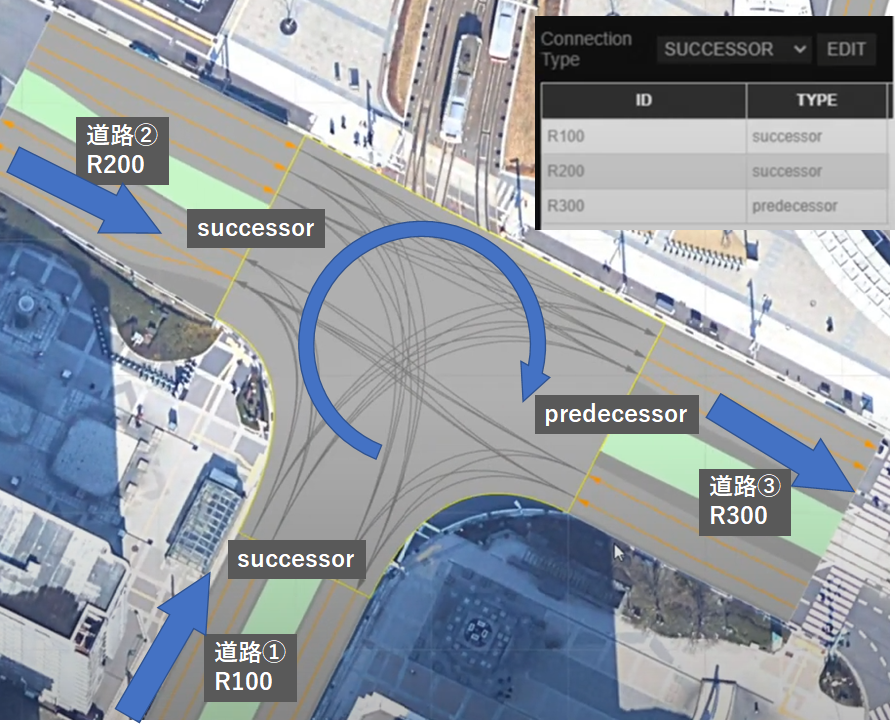 Connection
Type
SUCCESSOR
EDIT
ID TYPE
R100 successor
R200 successor
R300 predecessor
道路②
R200
successor
predecessor
道路③
R300
successor
道路①
R100